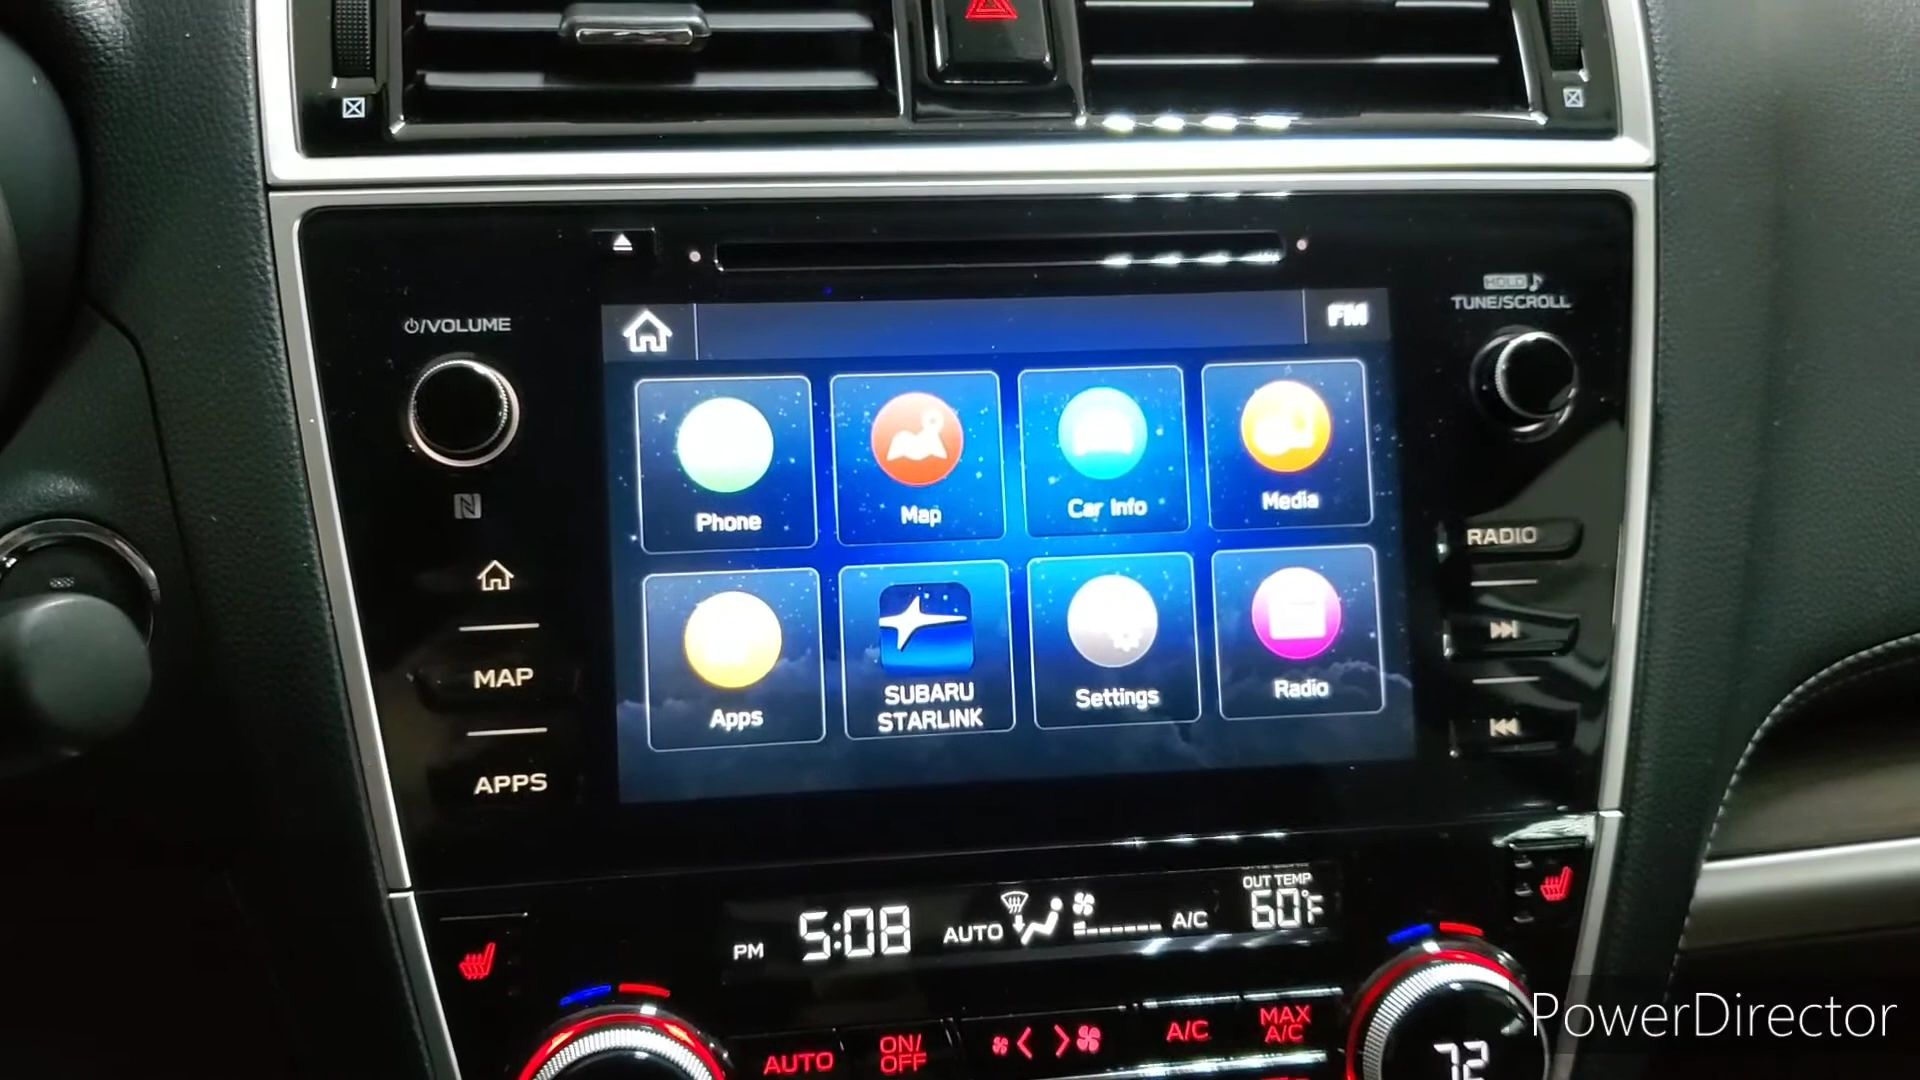 HOLD
TUNE/SCROLL
/VOLUME
FM
Phone
Map
Car Info
Media
RADIO
MAP
Apps
SUBARU
STARLINK
Settings
Radio
APPS
PM 5:08 AUTO A/C
OUT TEMP
60°F
AUTO
ON/
OFF
A/C
MAX
A/C
72
PowerDirector